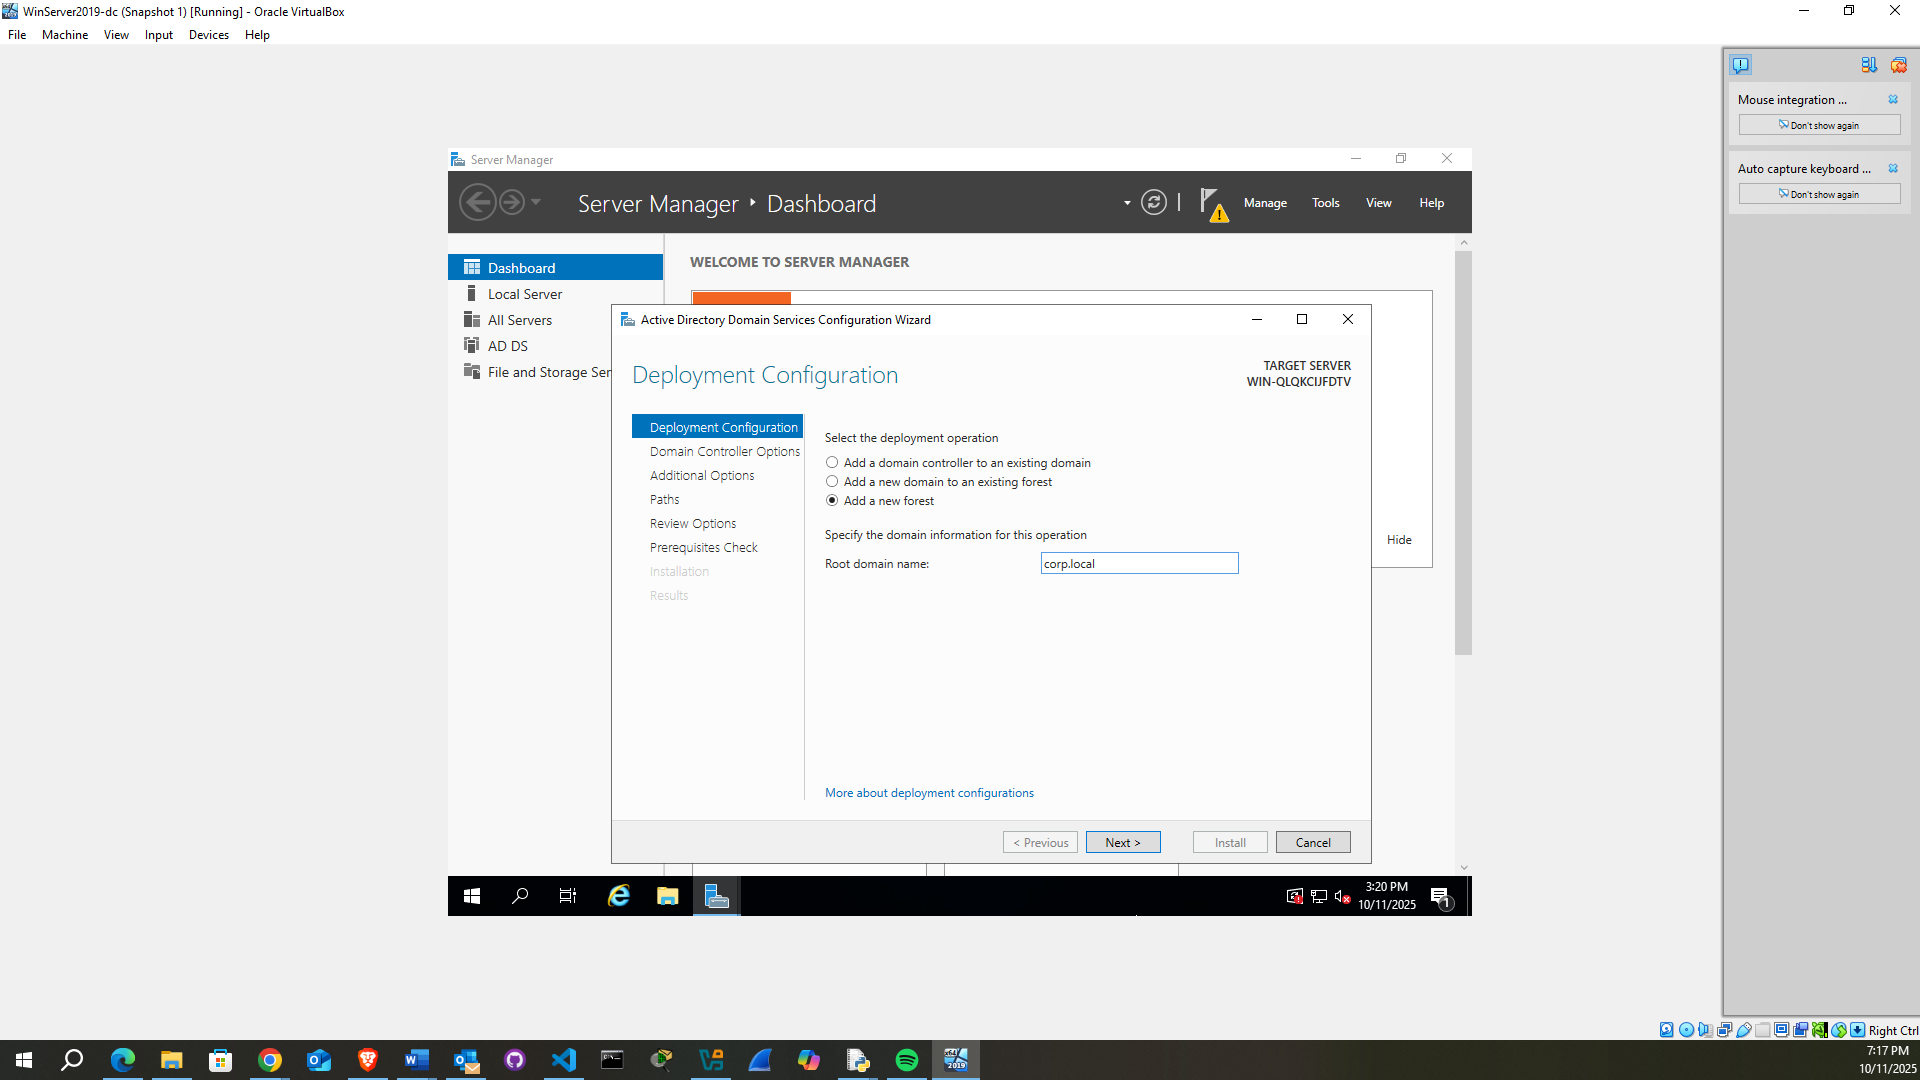 WinServer2019-dc (Snapshot 1) [Running] - Oracle VirtualBox
File Machine View Input Devices Help
Mouse integration ...
Don't show again
Auto capture keyboard ...
Don't show again
Server Manager
Server Manager Dashboard
Manage Tools View Help
Dashboard
Local Server
All Servers
AD DS
File and Storage Ser
WELCOME TO SERVER MANAGER
Hide
Active Directory Domain Services Configuration Wizard
Deployment Configuration
TARGET SERVER
WIN-QLQKCIJFDTV
Deployment Configuration
Domain Controller Options
Additional Options
Paths
Review Options
Prerequisites Check
Installation
Results
Select the deployment operation
Add a domain controller to an existing domain
Add a new domain to an existing forest
Add a new forest
Specify the domain information for this operation
Root domain name: corp.local
More about deployment configurations
< Previous Next > Install Cancel
3:20 PM
10/11/2025
1
Right Ctrl
7:17 PM
10/11/2025